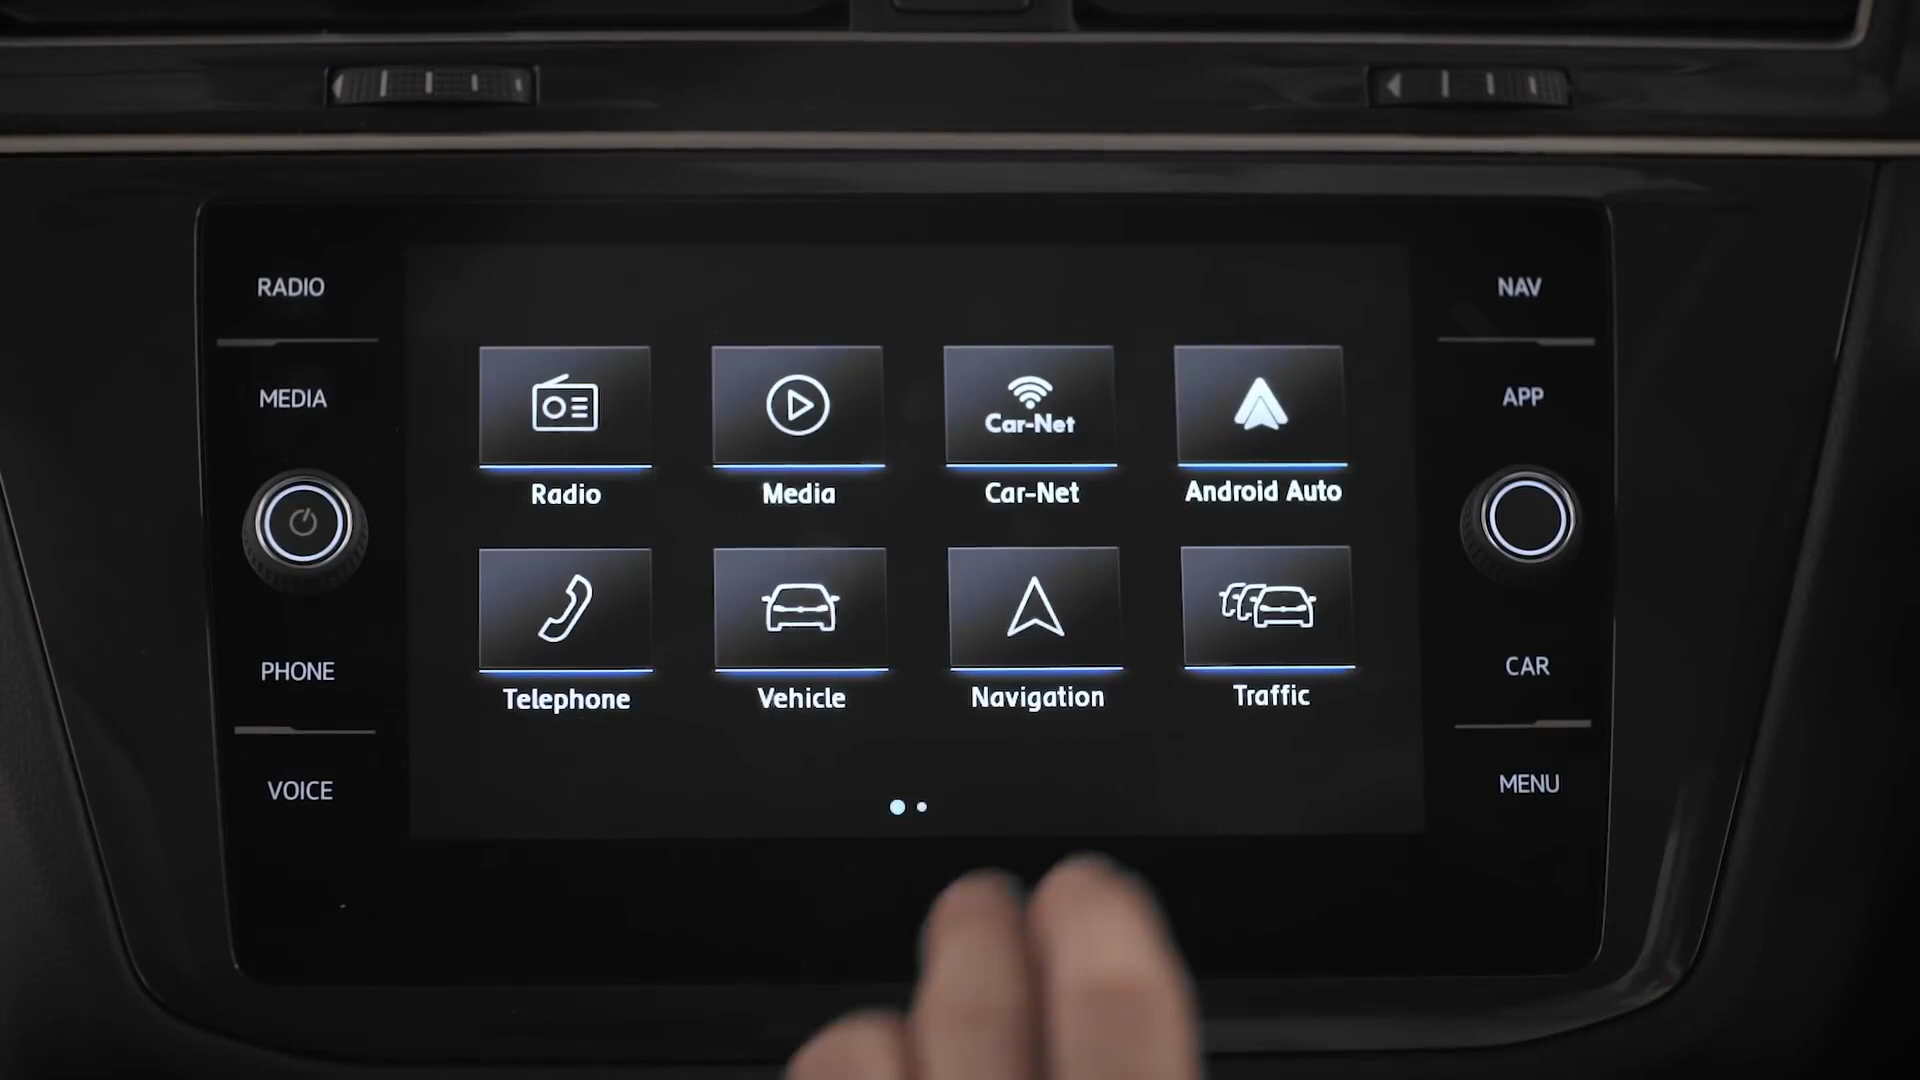 RADIO
MEDIA
PHONE
VOICE
Car-Net
Radio
Media
Car-Net
Android Auto
Telephone
Vehicle
Navigation
Traffic
NAV
APP
CAR
MENU